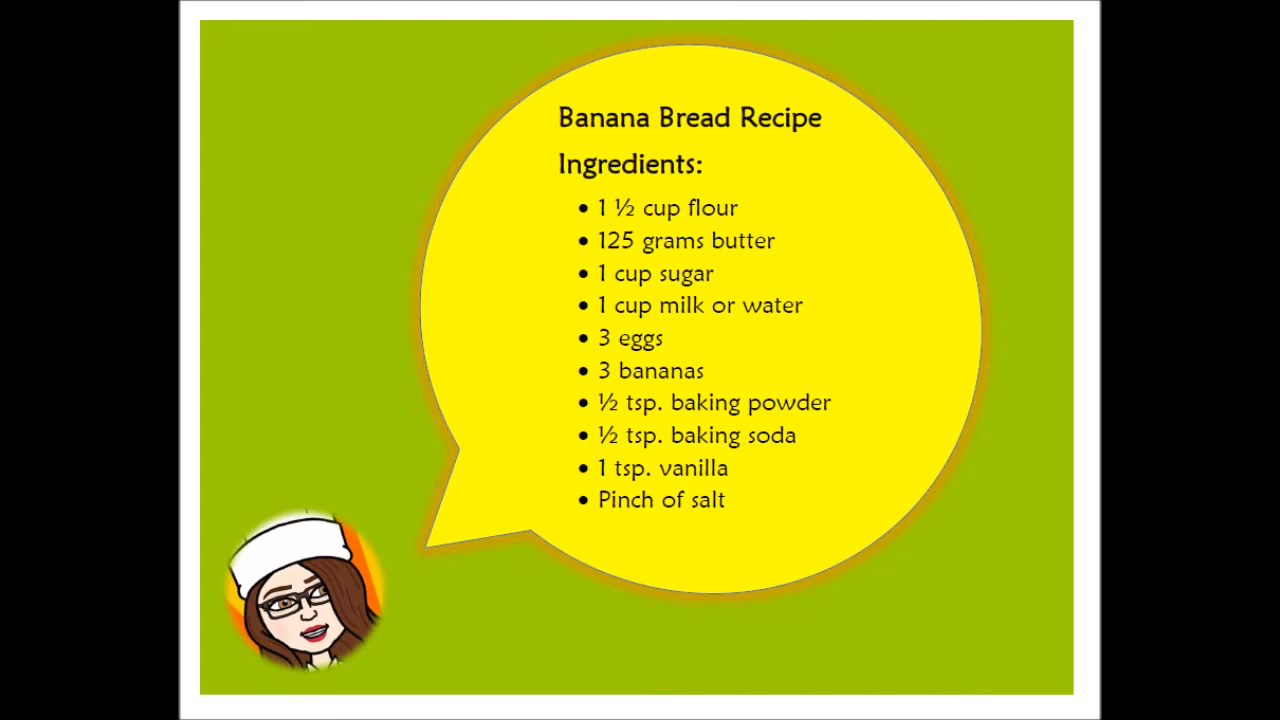 Banana Bread Recipe
Ingredients:
• 1 ½ cup flour
• 125 grams butter
• 1 cup sugar
• 1 cup milk or water
• 3 eggs
• 3 bananas
• ½ tsp. baking powder
• ½ tsp. baking soda
• 1 tsp. vanilla
• Pinch of salt